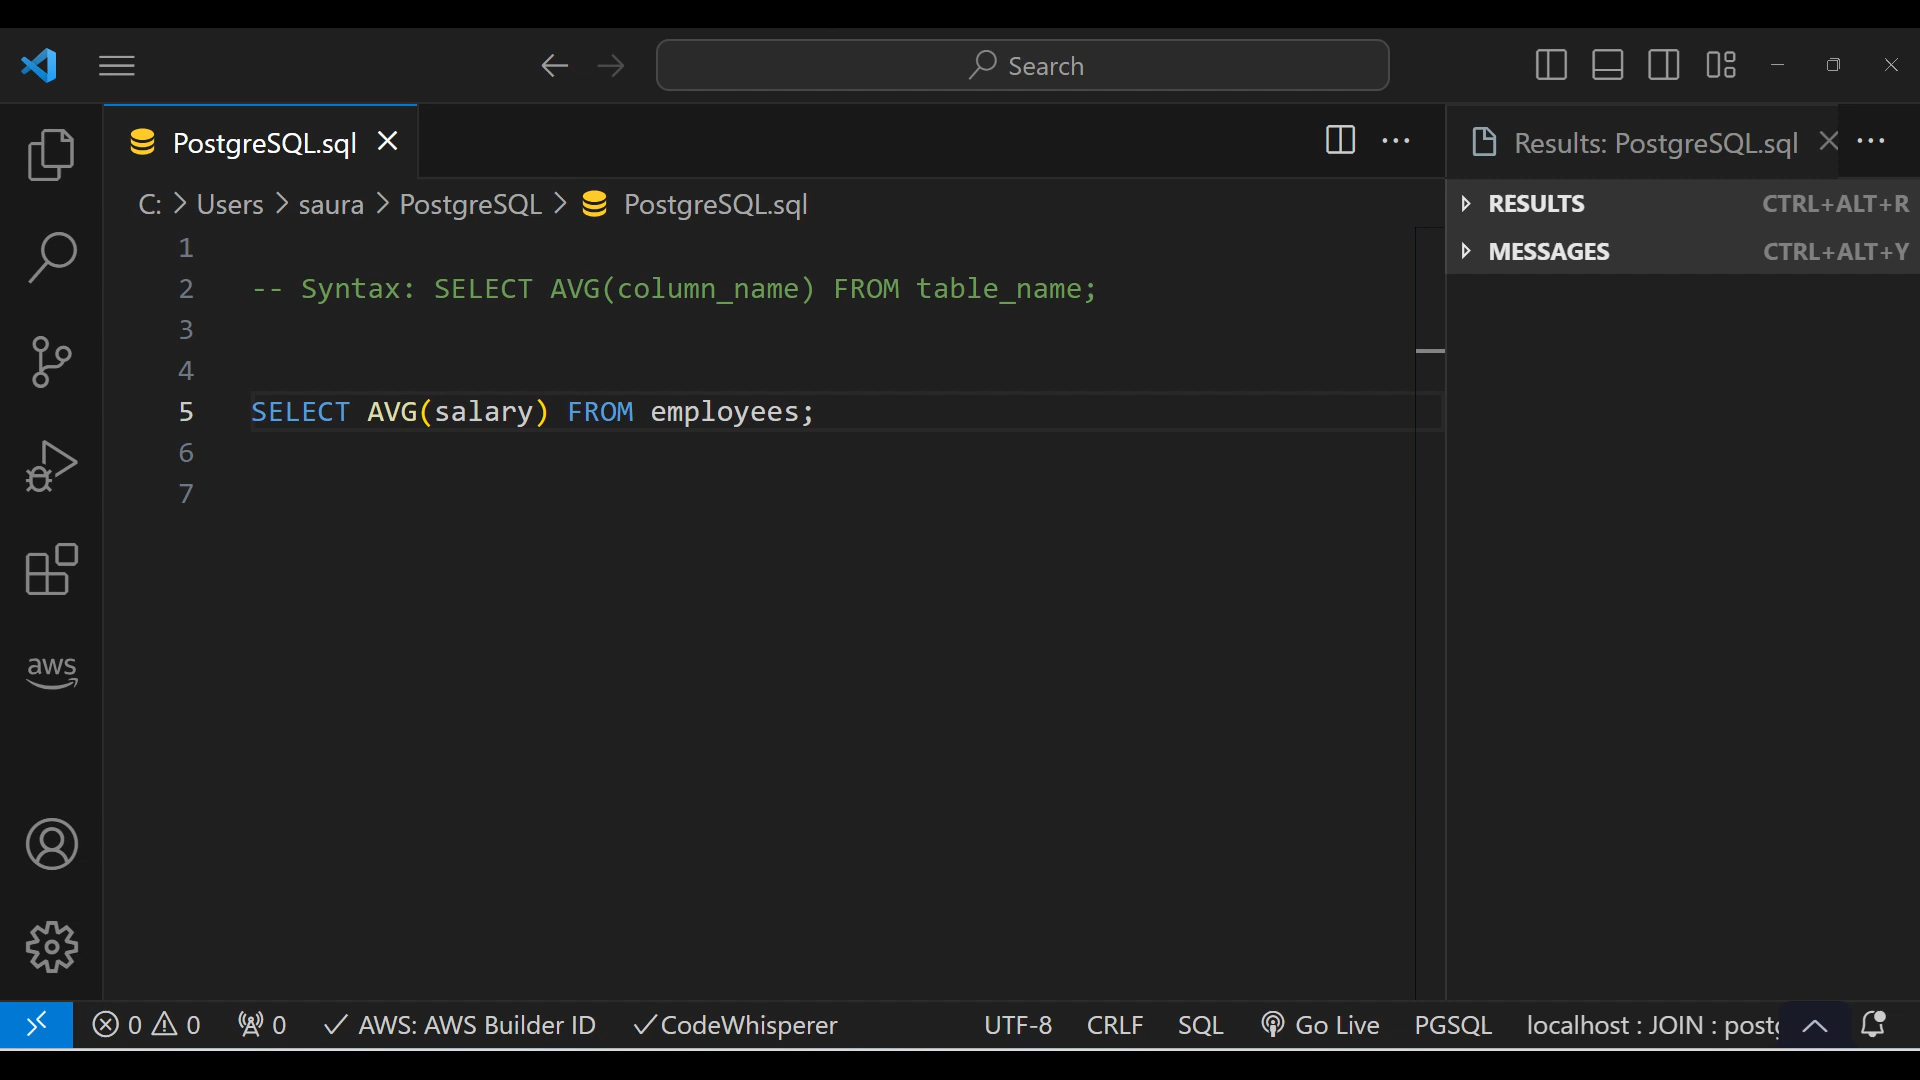 Search
PostgreSQL.sql
Results: PostgreSQL.sql
C: > Users > saura > PostgreSQL > PostgreSQL.sql
RESULTS CTRL+ALT+R
MESSAGES CTRL+ALT+Y
1
2 -- Syntax: SELECT AVG(column_name) FROM table_name;
3
4
5 SELECT AVG(salary) FROM employees;
6
7
aws
0 0 0 AWS: AWS Builder ID CodeWhisperer UTF-8 CRLF SQL Go Live PGSQL localhost : JOIN : postg